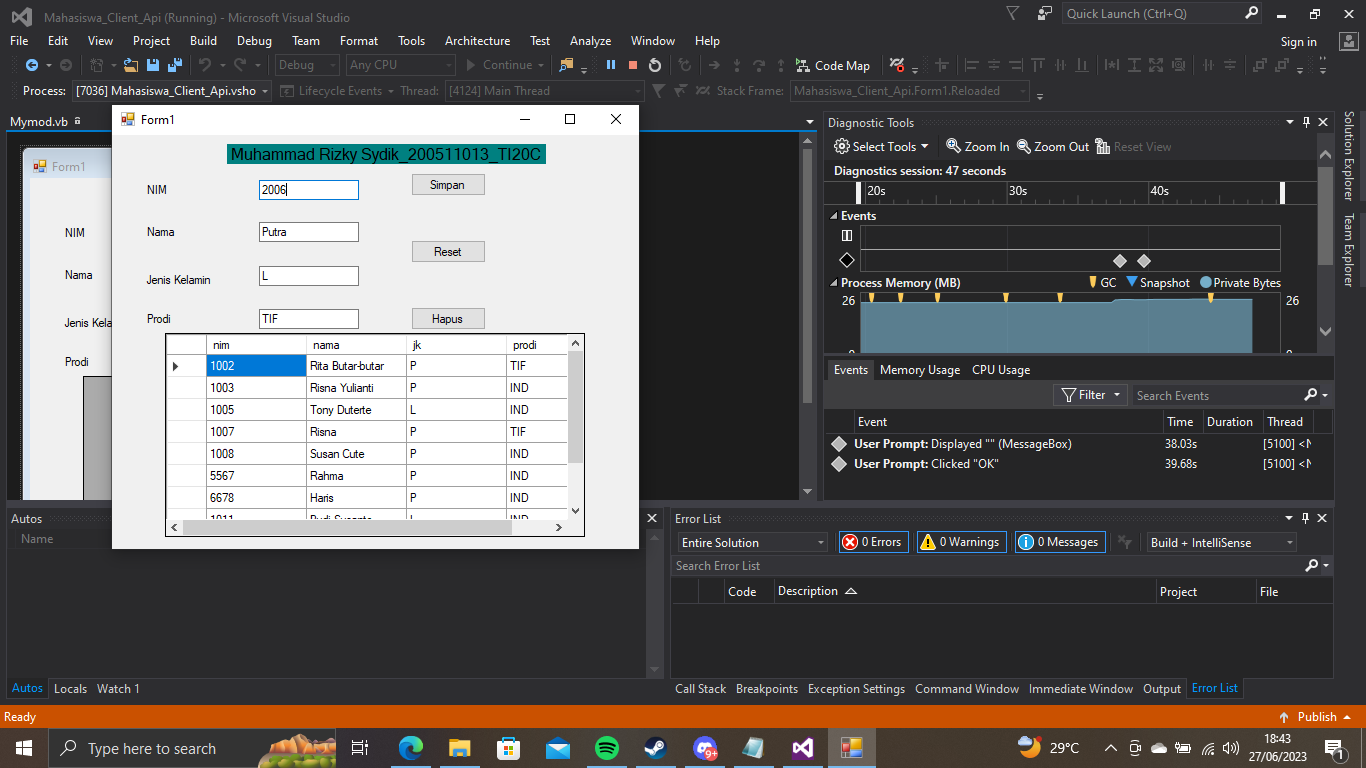 Mahasiswa_Client_Api (Running) - Microsoft Visual Studio
Quick Launch (Ctrl+Q)
File Edit View Project Build Debug Team Format Tools Architecture Test Analyze Window Help
Sign in
Debug Any CPU Continue Code Map
Process: [7036] Mahasiswa_Client_Api.vsho Lifecycle Events Thread: [4124] Main Thread Stack Frame: Mahasiswa_Client_Api.Form1.Reloaded
Mymod.vb
Form1
NIM
Nama
Jenis Kela
Prodi
Form1
Muhammad Rizky Sydik_200511013_TI20C
NIM 2006 Simpan
Nama Putra
Reset
Jenis Kelamin L
Prodi TIF Hapus
nim nama jk prodi
1002 Rita Butar-butar P TIF
1003 Risna Yulianti P IND
1005 Tony Duterte L IND
1007 Risna P TIF
1008 Susan Cute P IND
5567 Rahma P IND
6678 Haris P IND
Diagnostic Tools
Select Tools Zoom In Zoom Out Reset View
Diagnostics session: 47 seconds
20s 30s 40s
Events
Process Memory (MB) GC Snapshot Private Bytes
26 26
Events Memory Usage CPU Usage
Filter Search Events
Event Time Duration Thread
User Prompt: Displayed "" (MessageBox) 38.03s [5100] <N
User Prompt: Clicked "OK" 39.68s [5100] <N
Solution Explorer
Team Explorer
Autos
Name
Autos Locals Watch 1
Error List
Entire Solution 0 Errors 0 Warnings 0 Messages Build + IntelliSense
Search Error List
Code Description Project File
Call Stack Breakpoints Exception Settings Command Window Immediate Window Output Error List
Ready
Publish
Type here to search
9+
29°C
18:43
27/06/2023
1